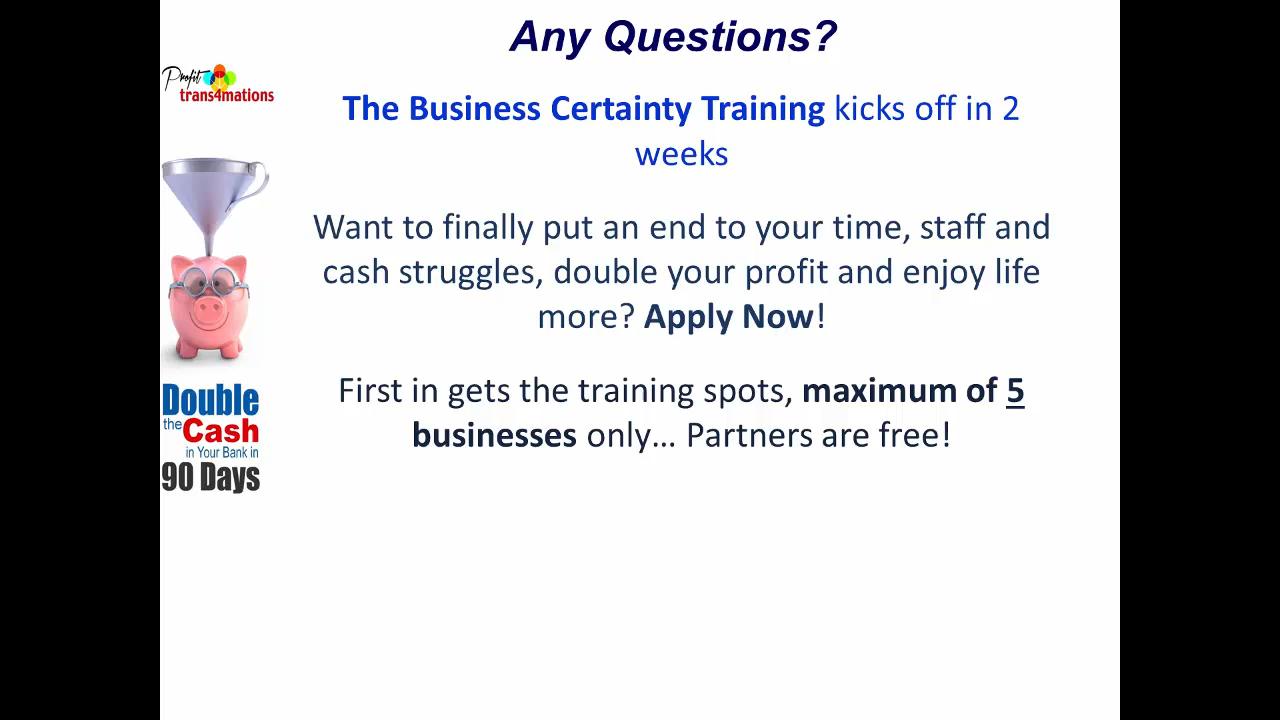 Any Questions?
Profit
trans4mations
The Business Certainty Training kicks off in 2
weeks
Want to finally put an end to your time, staff and
cash struggles, double your profit and enjoy life
more? Apply Now!
First in gets the training spots, maximum of 5
businesses only... Partners are free!
Double
the Cash
in Your Bank in
90 Days